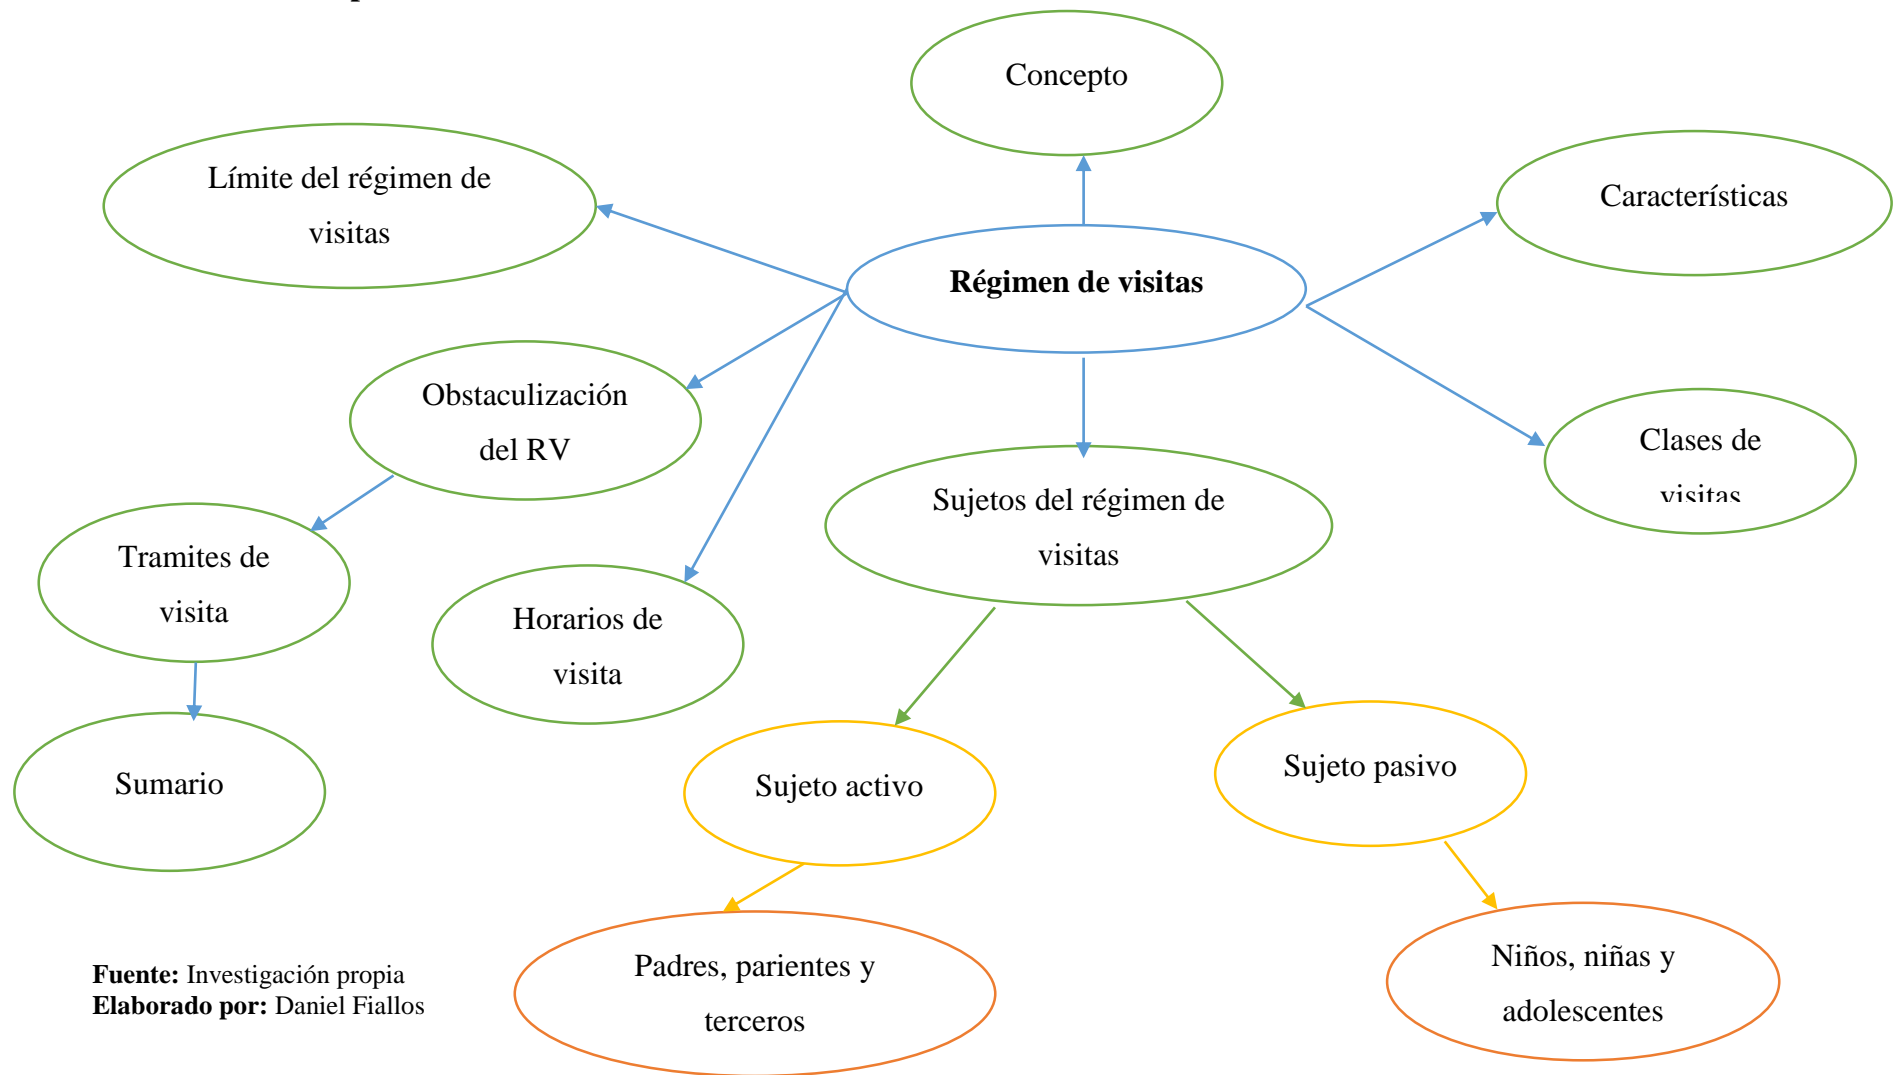 Concepto
Límite del régimen de
visitas
Característísticas
Régimen de visitas
Obstaculización
del RV
Clases de
visitas
Sujetos del régimen de
visitas
Tramites de
visita
Horarios de
visita
Sumario
Sujeto activo
Sujeto pasivo
Padres, parientes y
terceros
Niños, niñas y
adolescentes
Fuente: Investigación propia
Elaborado por: Daniel Fiallos